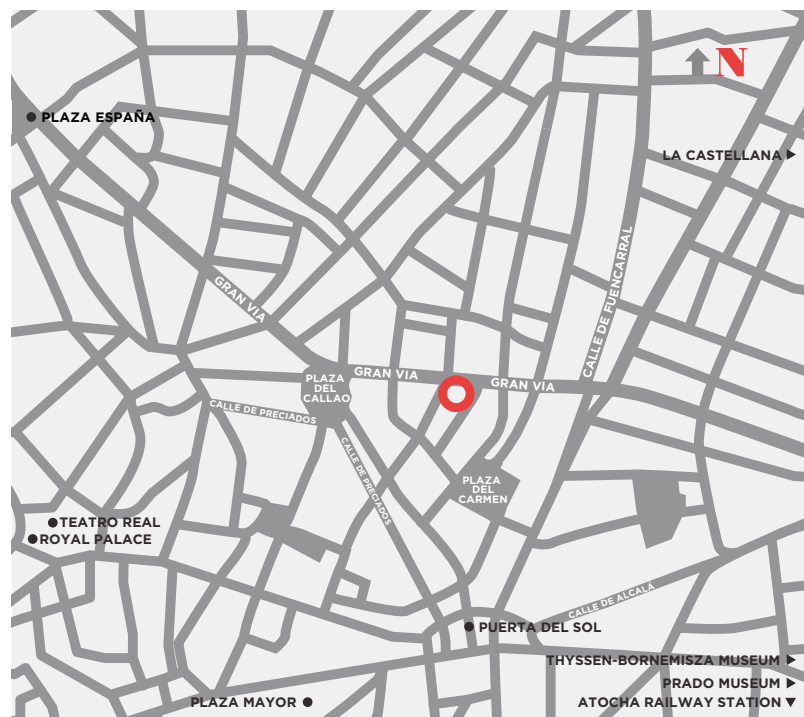 N
PLAZA ESPAÑA
LA CASTELLANA
CALLE DE FUENCARRAL
GRAN VIA
GRAN VIA
GRAN VIA
PLAZA
DEL
CALLAO
CALLE DE PRECIADOS
CALLE DE PRECIADOS
PLAZA
DEL
CARMEN
TEATRO REAL
ROYAL PALACE
CALLE DE ALCALÁ
PUERTA DEL SOL
THYSSEN-BORNEMISZA MUSEUM
PRADO MUSEUM
PLAZA MAYOR
ATOCHA RAILWAY STATION